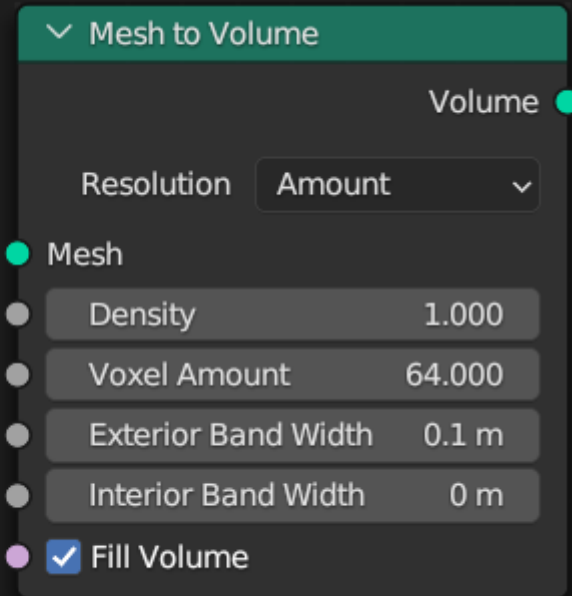 Mesh to Volume
Volume
Resolution Amount
Mesh
Density 1.000
Voxel Amount 64.000
Exterior Band Width 0.1 m
Interior Band Width 0 m
Fill Volume